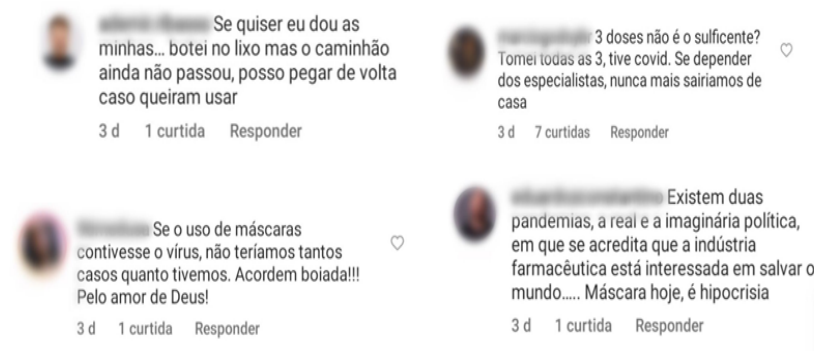 Se quiser eu dou as
minhas... botei no lixo mas o caminhão
ainda não passou, posso pegar de volta
caso queiram usar
3 d 1 curtida Responder
3 doses não é o sulficente?
Tomei todas as 3, tive covid. Se depender
dos especialistas, nunca mais sairiamos de
casa
3 d 7 curtidas Responder
Se o uso de máscaras
contivesse o vírus, não teríamos tantos
casos quanto tivemos. Acordem boiada!!!
Pelo amor de Deus!
3 d 1 curtida Responder
Existem duas
pandemias, a real e a imaginária política,
em que se acredita que a indústria
farmacêutica está interessada em salvar o
mundo..... Máscara hoje, é hipocrisia
3 d 1 curtida Responder